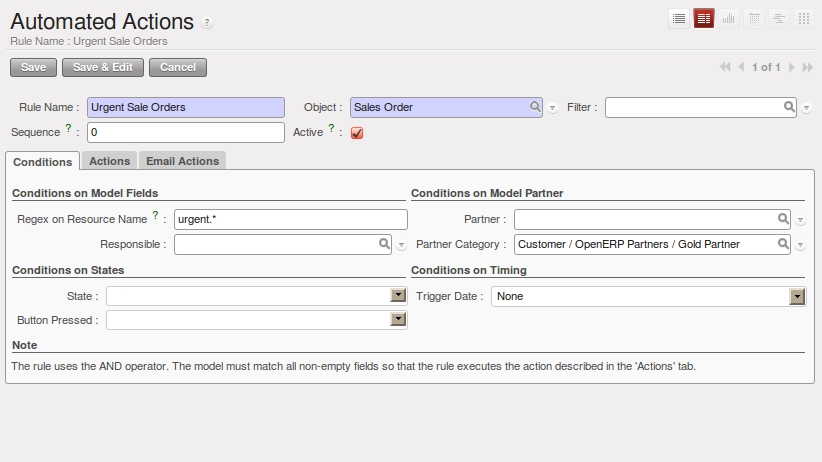 Automated Actions ?
Rule Name : Urgent Sale Orders
Save Save & Edit Cancel 1 of 1
Rule Name : Urgent Sale Orders Object : Sales Order Filter :
Sequence ? : 0 Active ? :
Conditions Actions Email Actions
Conditions on Model Fields Conditions on Model Partner
Regex on Resource Name ? : urgent.* Partner :
Responsible : Partner Category : Customer / OpenERP Partners / Gold Partner
Conditions on States Conditions on Timing
State : Trigger Date : None
Button Pressed :
Note
The rule uses the AND operator. The model must match all non-empty fields so that the rule executes the action described in the 'Actions' tab.